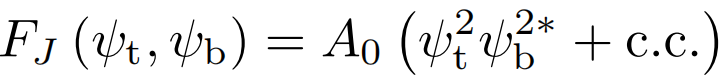 F_J (ψ_t, ψ_b) = A_0 (ψ_t^2 ψ_b^{2*} + c.c.)